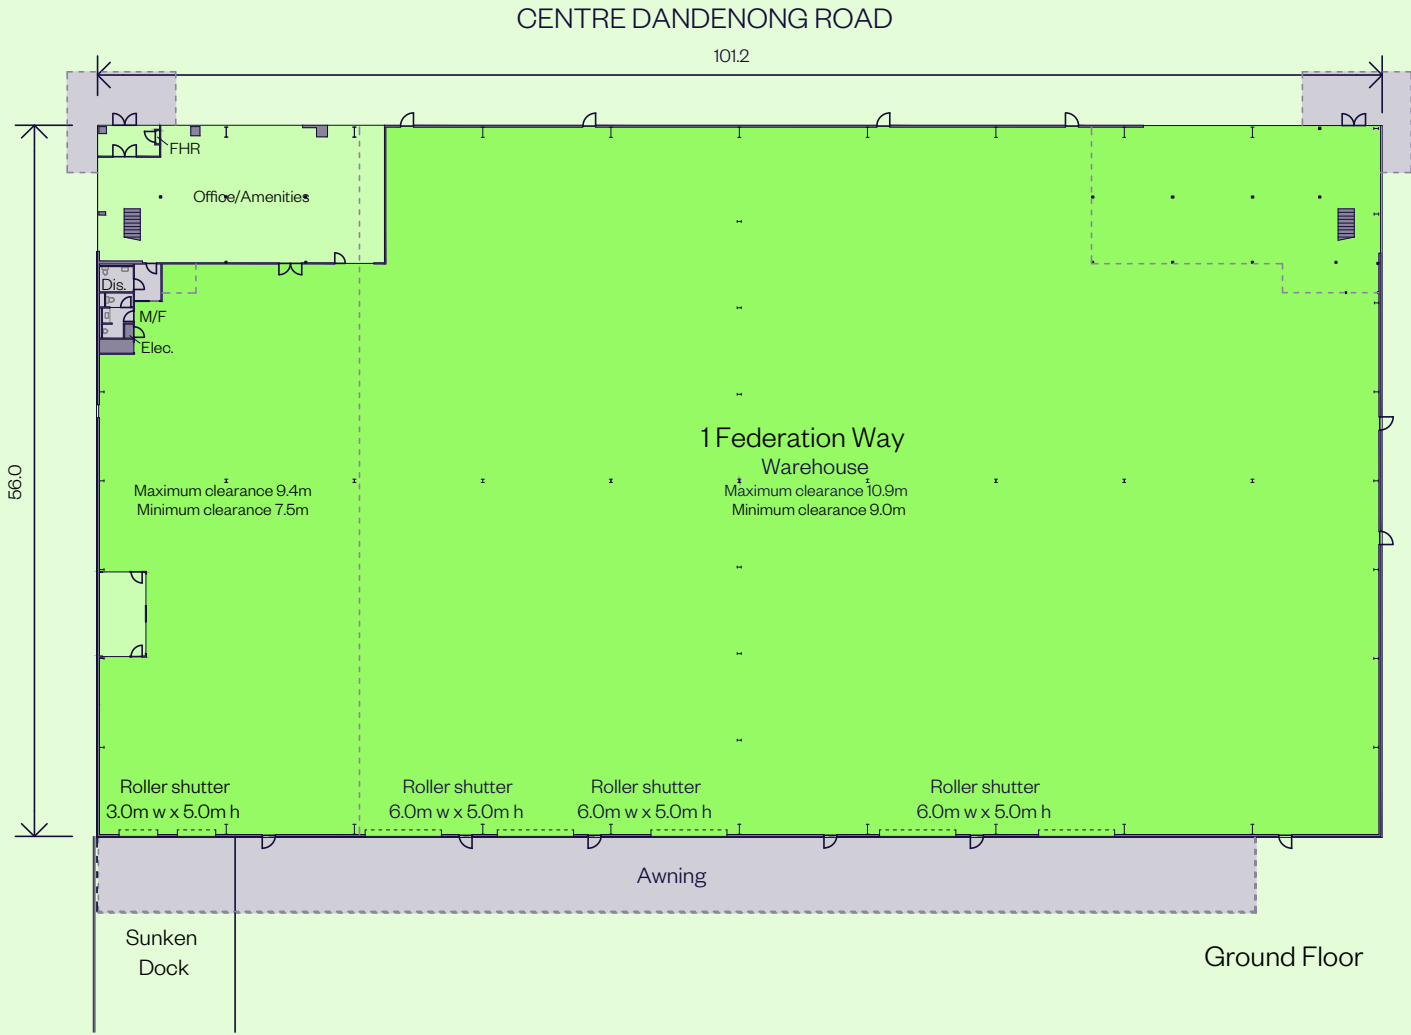 CENTRE DANDENONG ROAD
101.2
FHR
Office/Amenities
Dis.
M/F
Elec.
56.0
1 Federation Way
Warehouse
Maximum clearance 10.9m
Minimum clearance 9.0m
Maximum clearance 9.4m
Minimum clearance 7.5m
Roller shutter
3.0m w x 5.0m h
Roller shutter
6.0m w x 5.0m h
Roller shutter
6.0m w x 5.0m h
Roller shutter
6.0m w x 5.0m h
Awning
Sunken
Dock
Ground Floor